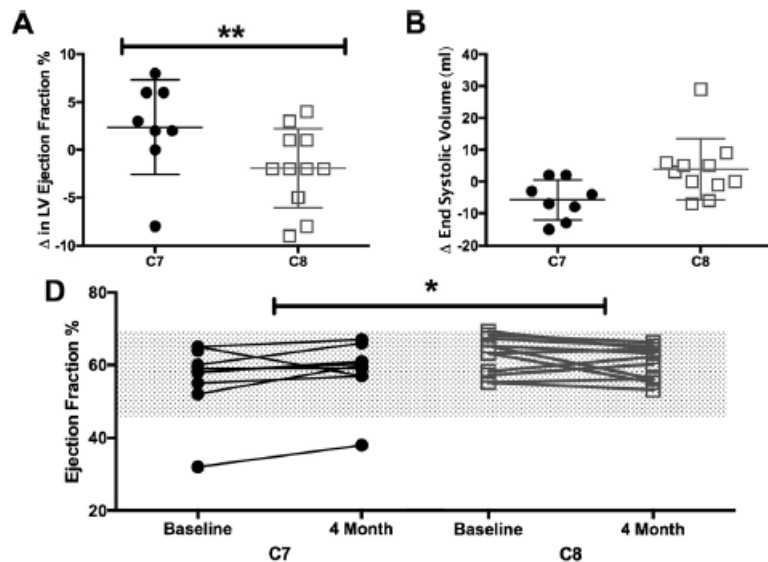 A
**
Δ in LV Ejection Fraction %
10
5
0
-5
-10
C7
C8
B
Δ End Systolic Volume (ml)
40
30
20
10
0
-10
-20
C7
C8
D
*
Ejection Fraction %
80
60
40
20
Baseline
4 Month
Baseline
4 Month
C7
C8